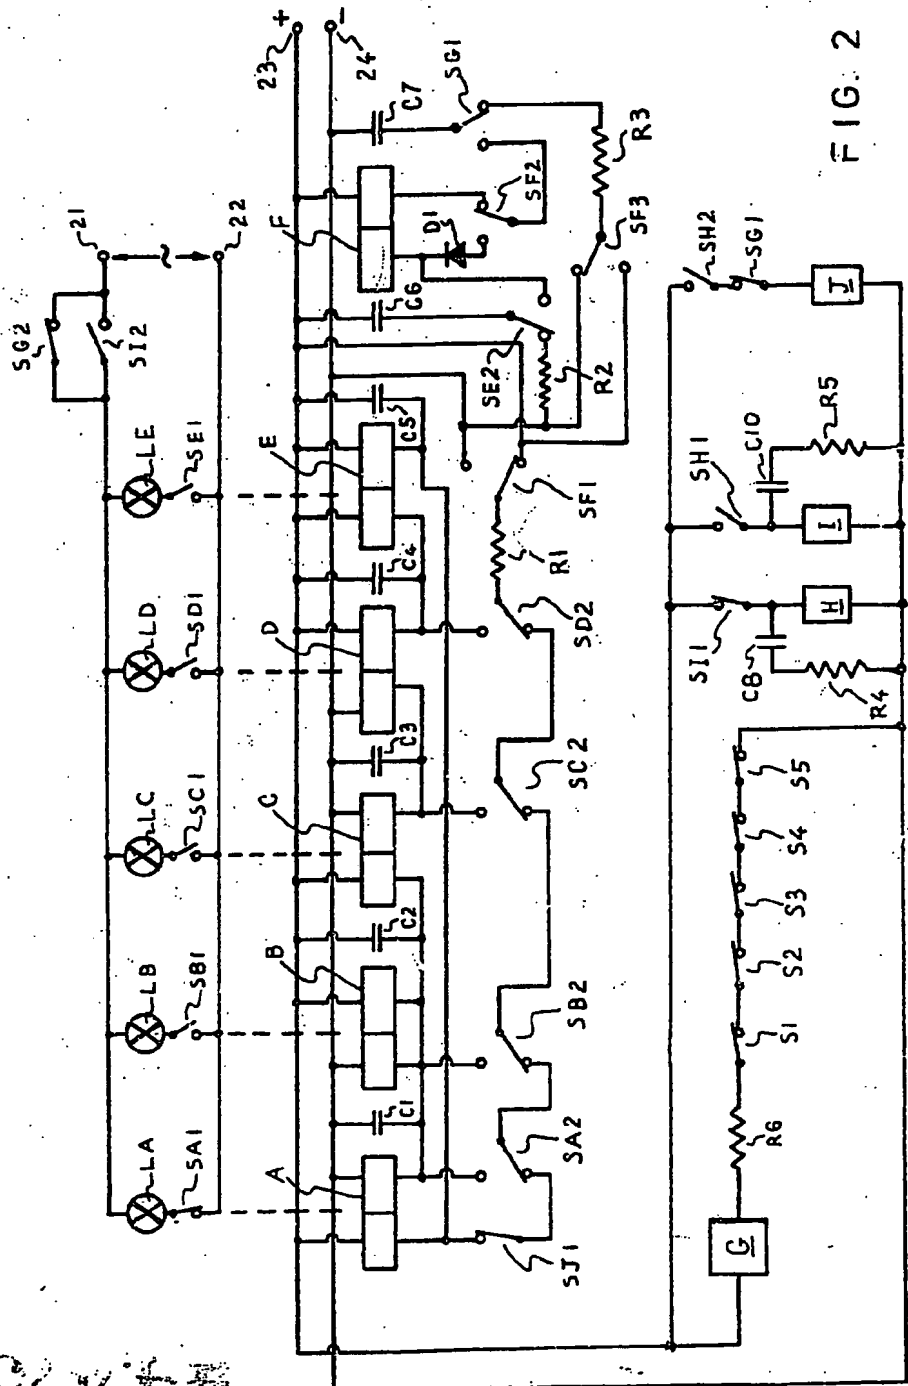 FIG. 2
21
22
23
+
24
-
SG2
SI2
LA
LB
LC
LD
LE
SA1
SB1
SC1
SD1
SE1
A
B
C
D
E
F
C1
C2
C3
C4
C5
C6
C7
D1
SG1
SF2
SE2
R2
R3
SF3
SF1
R1
SD2
SC2
SB2
SA2
SJ1
SH2
SG1
J
SH1
C10
R5
I
SI1
H
C8
R4
S5
S4
S3
S2
S1
R6
G